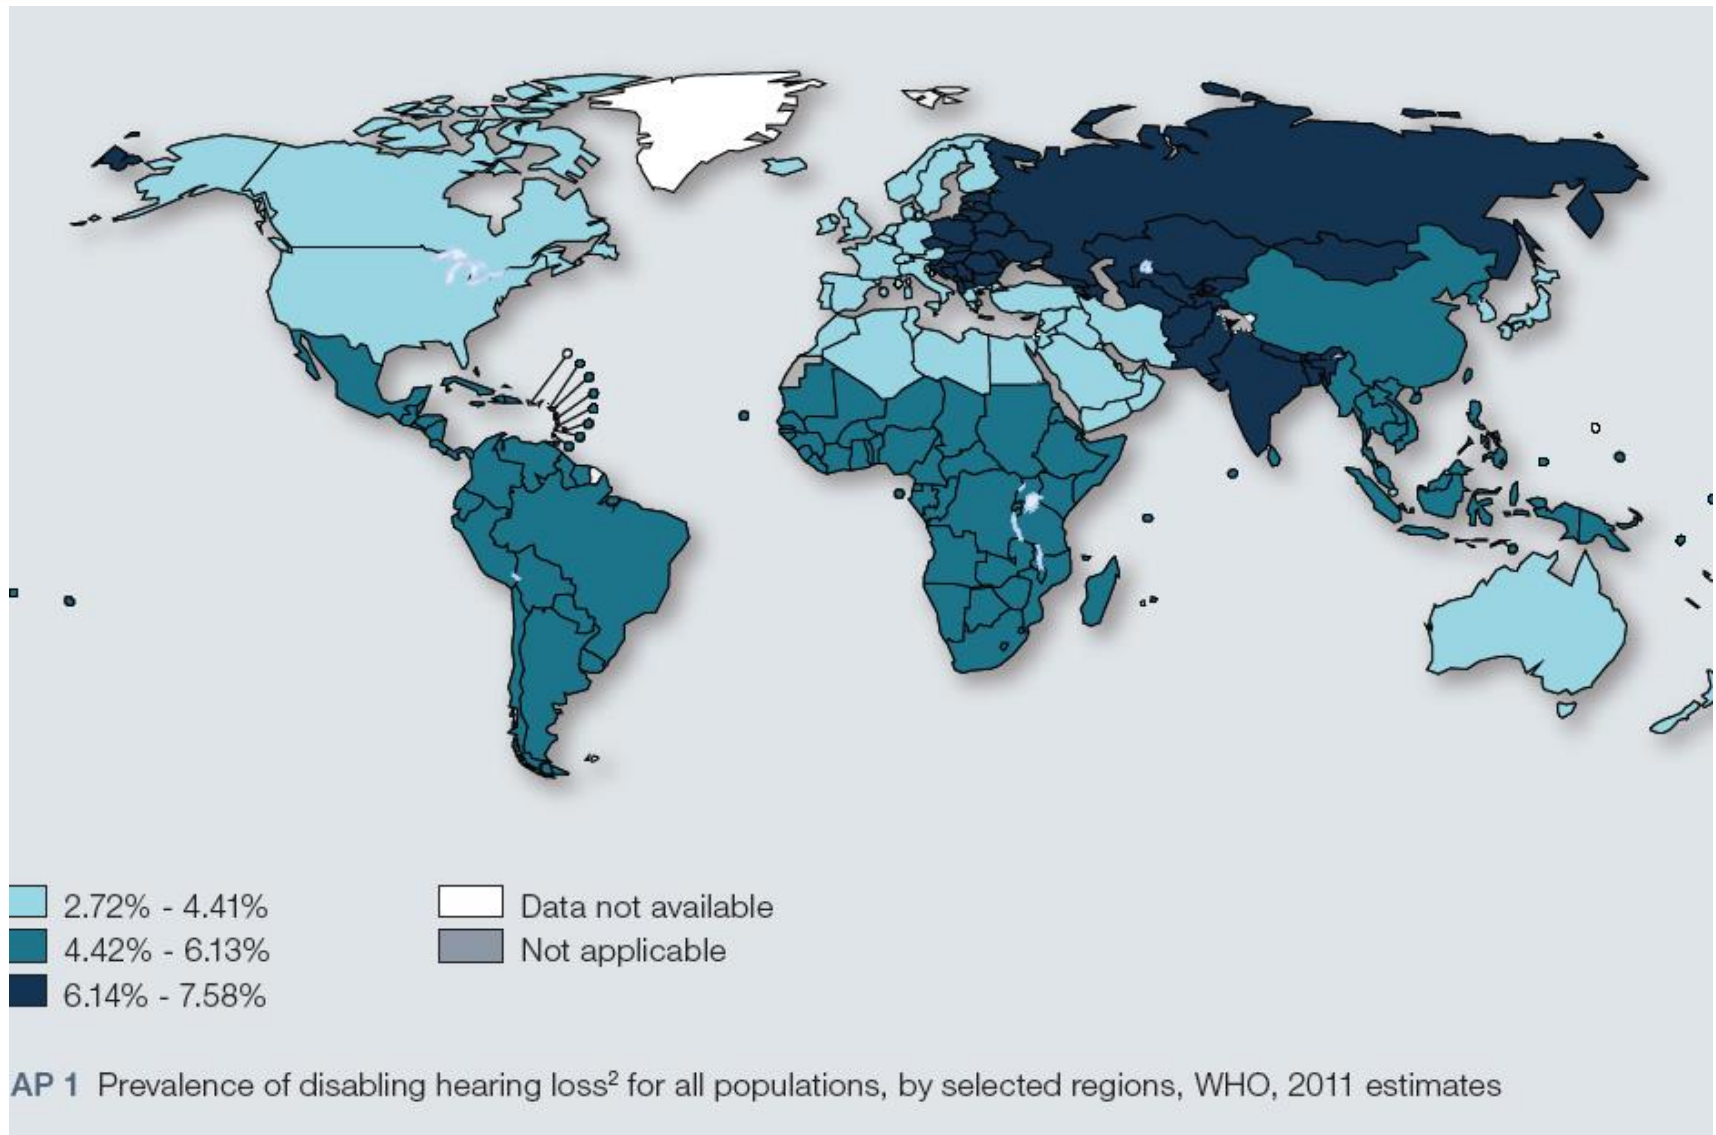 2.72% - 4.41%
4.42% - 6.13%
6.14% - 7.58%
Data not available
Not applicable
AP 1 Prevalence of disabling hearing loss² for all populations, by selected regions, WHO, 2011 estimates